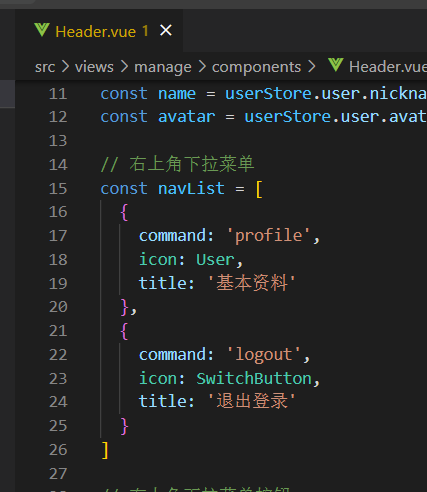 Header.vue 1
src > views > manage > components > Header.vue
11 const name = userStore.user.nickna
12 const avatar = userStore.user.avat
13
14 // 右上角下拉菜单
15 const navList = [
16 {
17 command: 'profile',
18 icon: User,
19 title: '基本资料'
20 },
21 {
22 command: 'logout',
23 icon: SwitchButton,
24 title: '退出登录'
25 }
26 ]
27